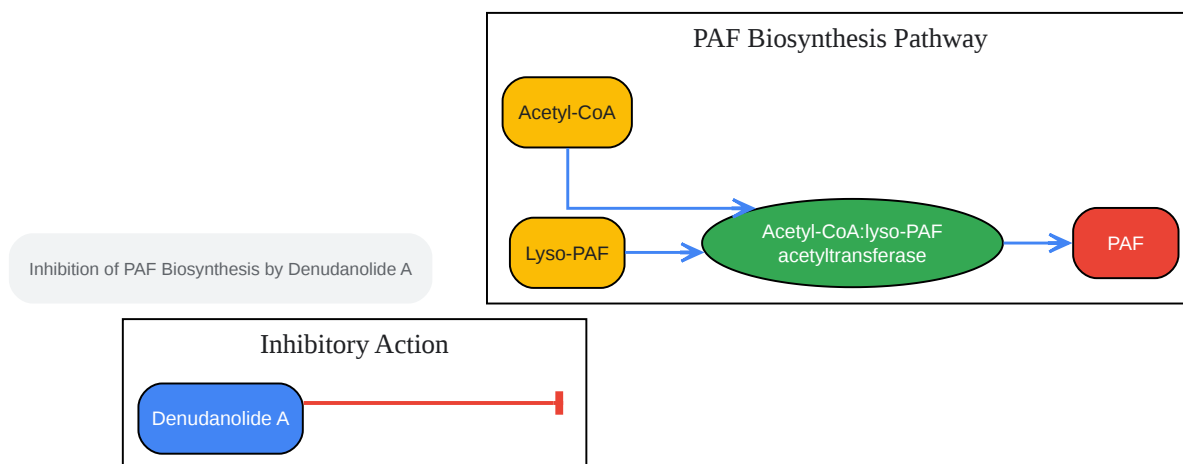 PAF Biosynthesis Pathway
Acetyl-CoA
Lyso-PAF
Acetyl-CoA:lyso-PAF
acetyltransferase
PAF
Inhibition of PAF Biosynthesis by Denudanolide A
Inhibitory Action
Denudanolide A